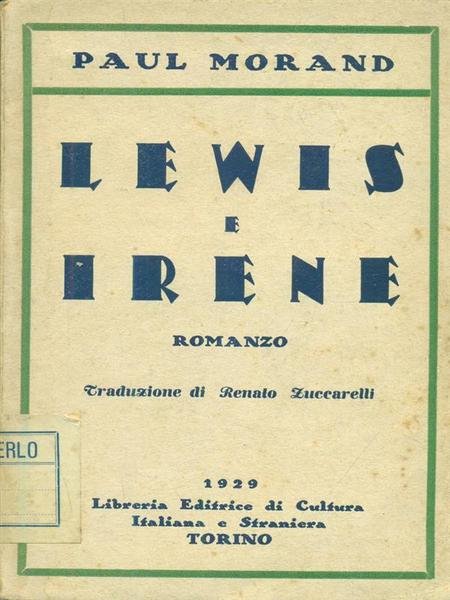 PAUL MORAND
LEWIS
E
IRENE
ROMANZO
Traduzione di Renato Zuccarelli
ERLO
1929
Libreria Editrice di Cultura
Italiana e Straniera
TORINO